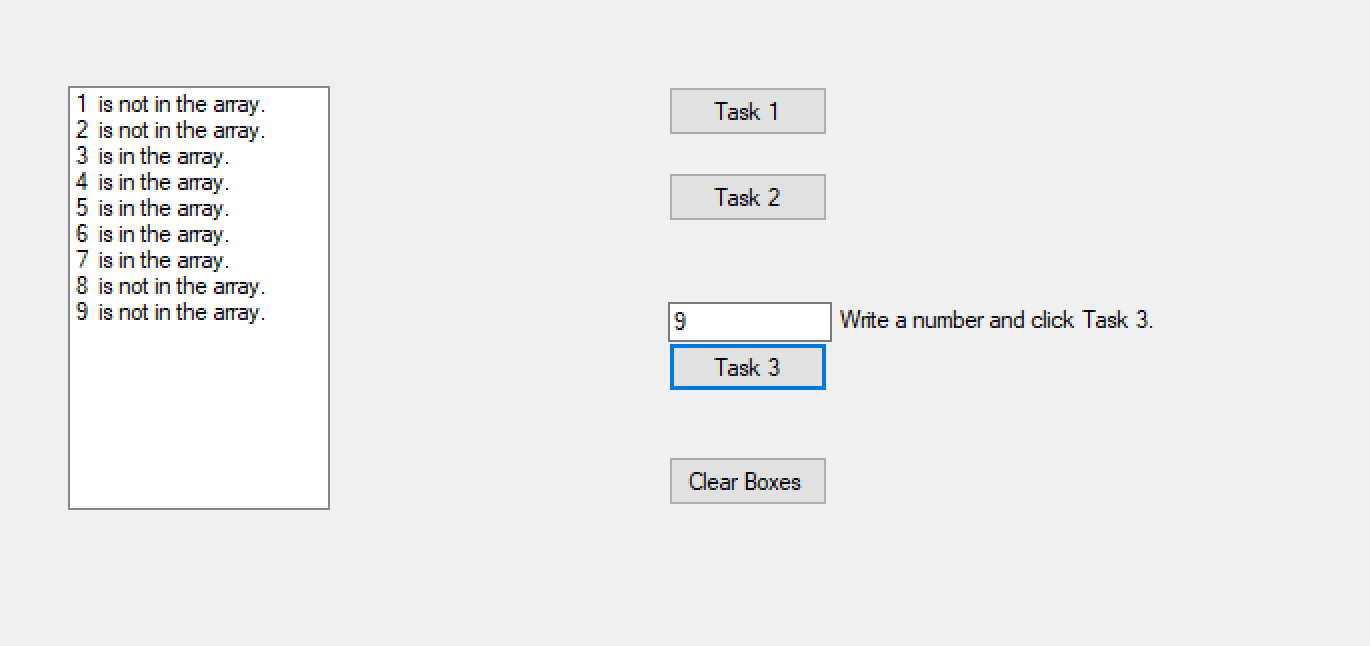 1 is not in the array.
2 is not in the array.
3 is in the array.
4 is in the array.
5 is in the array.
6 is in the array.
7 is in the array.
8 is not in the array.
9 is not in the array.
Task 1
Task 2
9
Write a number and click Task 3.
Task 3
Clear Boxes